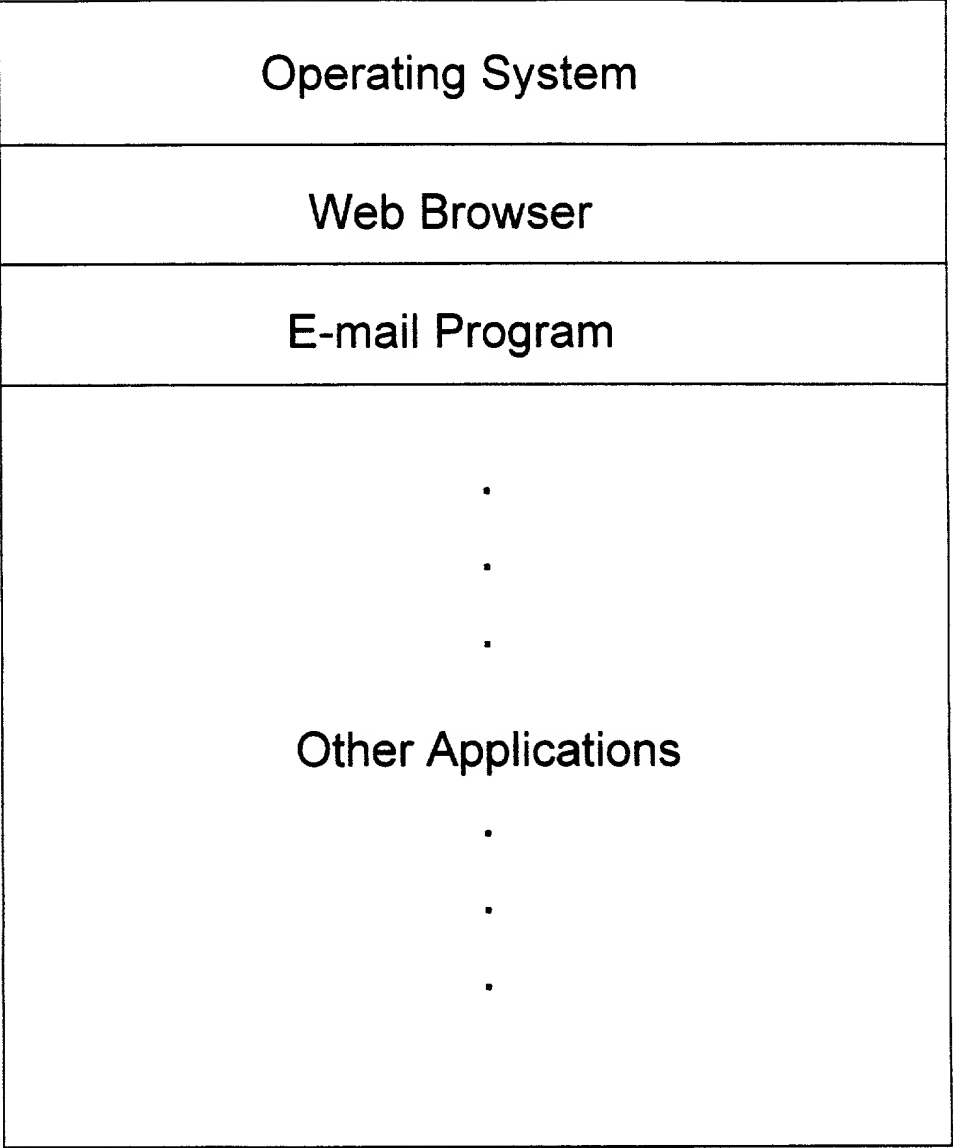 Operating System
Web Browser
E-mail Program
.
.
.
Other Applications
.
.
.